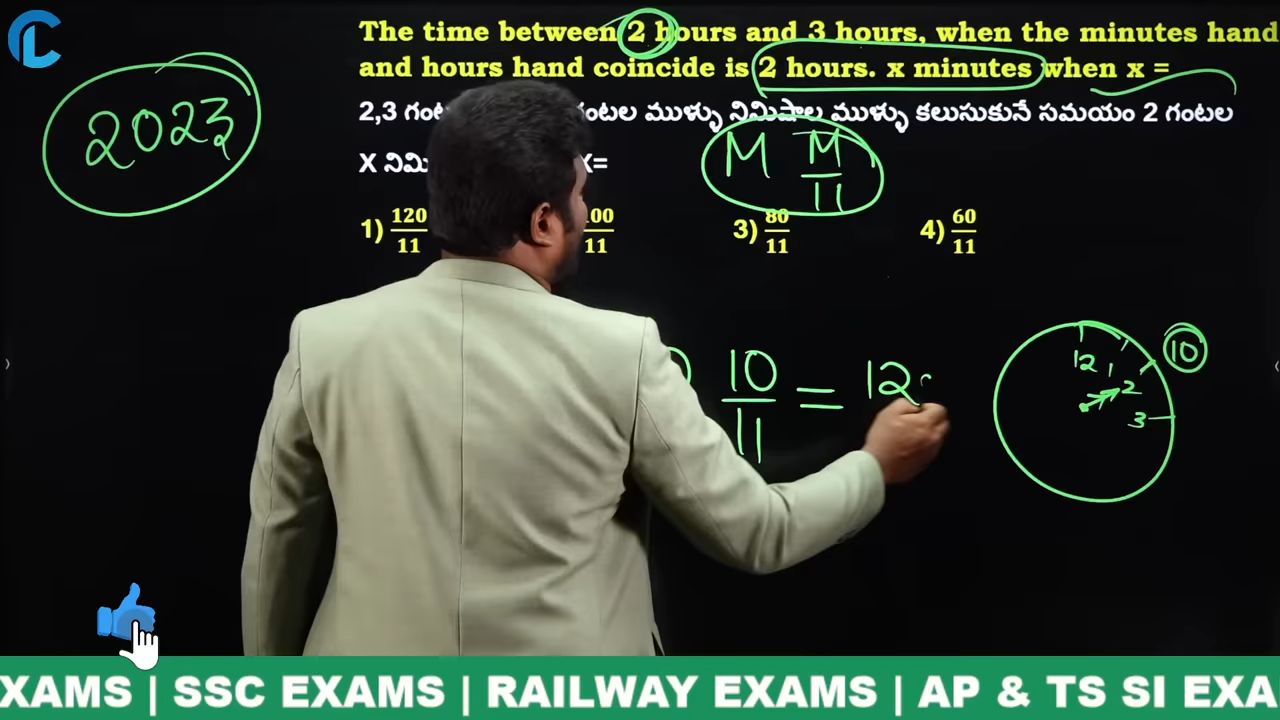 The time between 2 hours and 3 hours, when the minutes hand
and hours hand coincide is 2 hours. x minutes when x =
2023
2,3 ముళ్ళు నిమిషాల ముళ్ళు కలుసుకునే సమయం 2 గంటల
X
M M/11
1) 120/11 100/11 3) 80/11 4) 60/11
10/11 = 12
10
12 1 2 3
XAMS | SSC EXAMS | RAILWAY EXAMS | AP & TS SI EXA